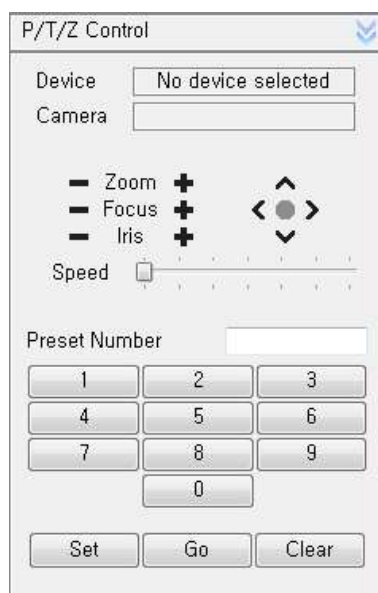 P/T/Z Control
Device No device selected
Camera
Zoom
Focus
Iris
Speed
Preset Number
1 2 3
4 5 6
7 8 9
0
Set Go Clear